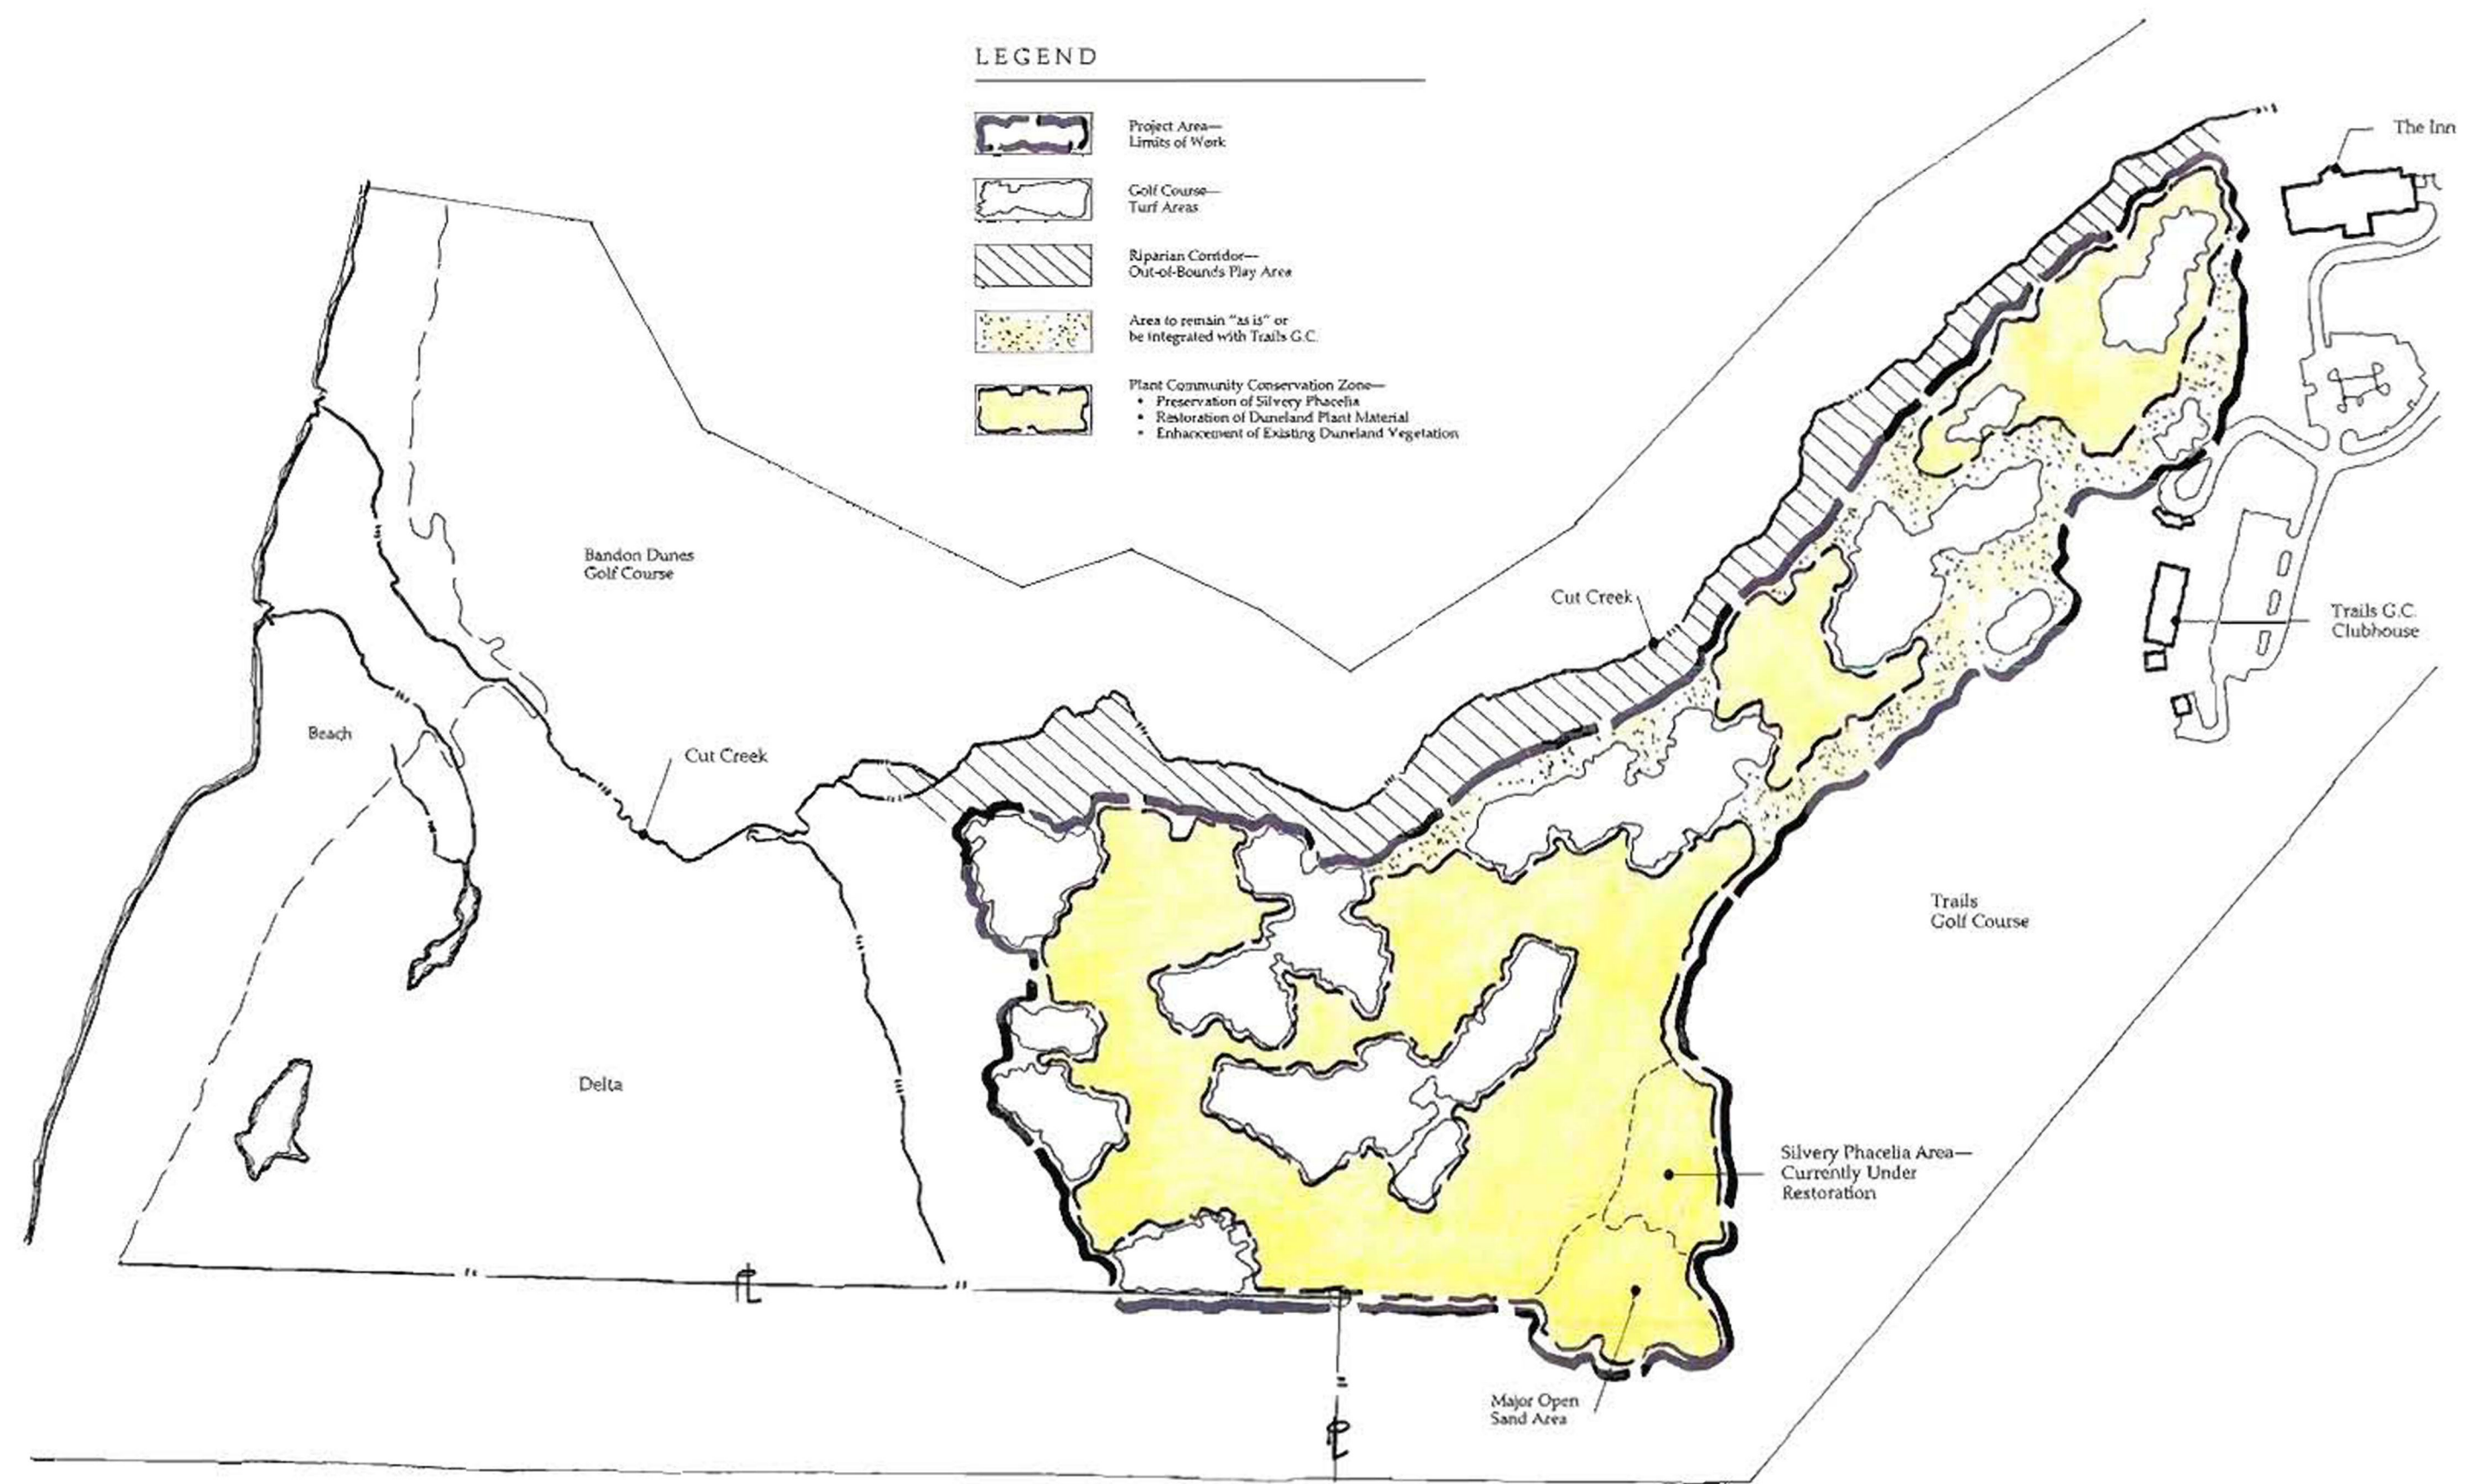 LEGEND
Project Area—
Limits of Work
Golf Course—
Turf Areas
Riparian Corridor—
Out-of-Bounds Play Area
Area to remain "as is" or
be integrated with Trails G.C.
Plant Community Conservation Zone—
• Preservation of Silvery Phacelia
• Restoration of Duneland Plant Material
• Enhancement of Existing Duneland Vegetation
The Inn
Bandon Dunes
Golf Course
Cut Creek
Trails G.C.
Clubhouse
Beach
Cut Creek
Trails
Golf Course
Delta
Silvery Phacelia Area—
Currently Under
Restoration
Major Open
Sand Area